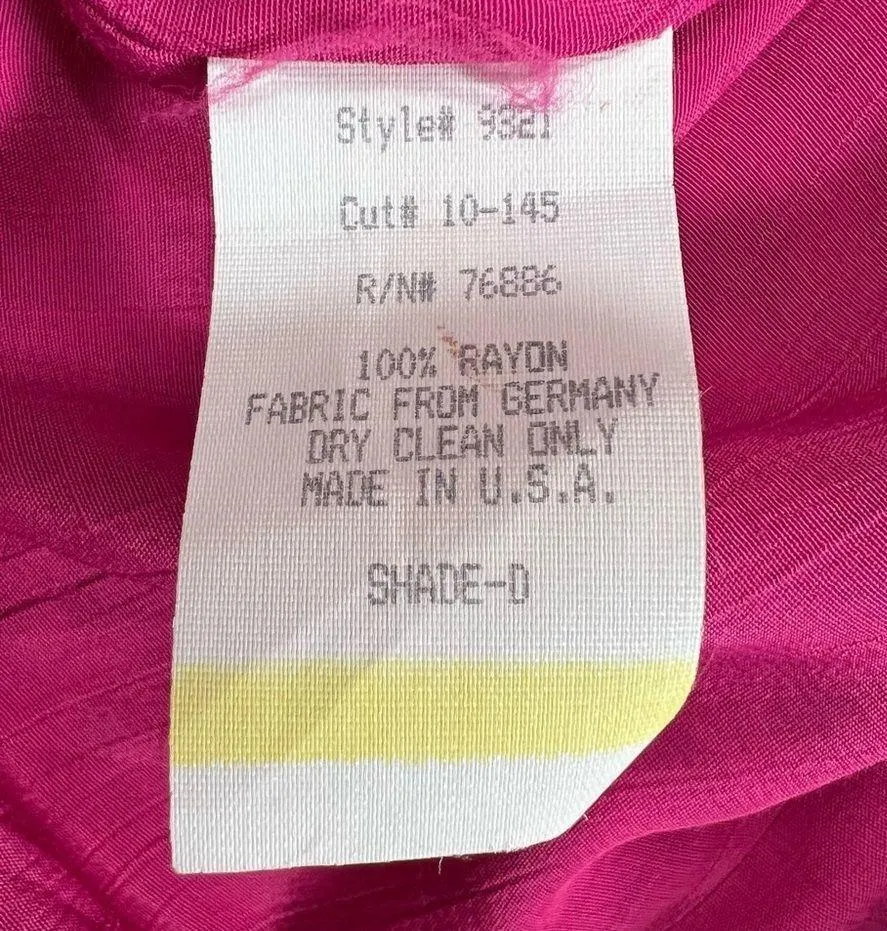 Style# 9321
Cut# 10-145
R/N# 76886
100% RAYON
FABRIC FROM GERMANY
DRY CLEAN ONLY
MADE IN U.S.A.
SHADE-D